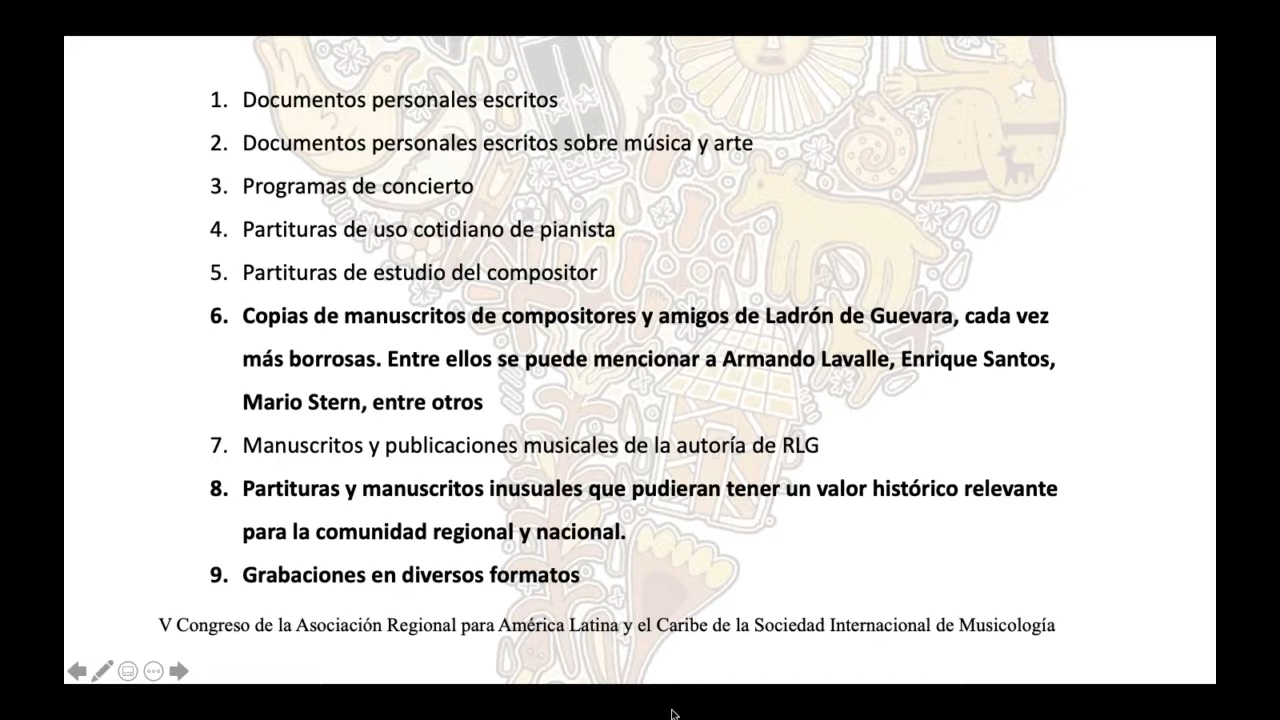 1. Documentos personales escritos
2. Documentos personales escritos sobre música y arte
3. Programas de concierto
4. Partituras de uso cotidiano de pianista
5. Partituras de estudio del compositor
6. Copias de manuscritos de compositores y amigos de Ladrón de Guevara, cada vez
más borrosas. Entre ellos se puede mencionar a Armando Lavalle, Enrique Santos,
Mario Stern, entre otros
7. Manuscritos y publicaciones musicales de la autoría de RLG
8. Partituras y manuscritos inusuales que pudieran tener un valor histórico relevante
para la comunidad regional y nacional.
9. Grabaciones en diversos formatos
V Congreso de la Asociación Regional para América Latina y el Caribe de la Sociedad Internacional de Musicología